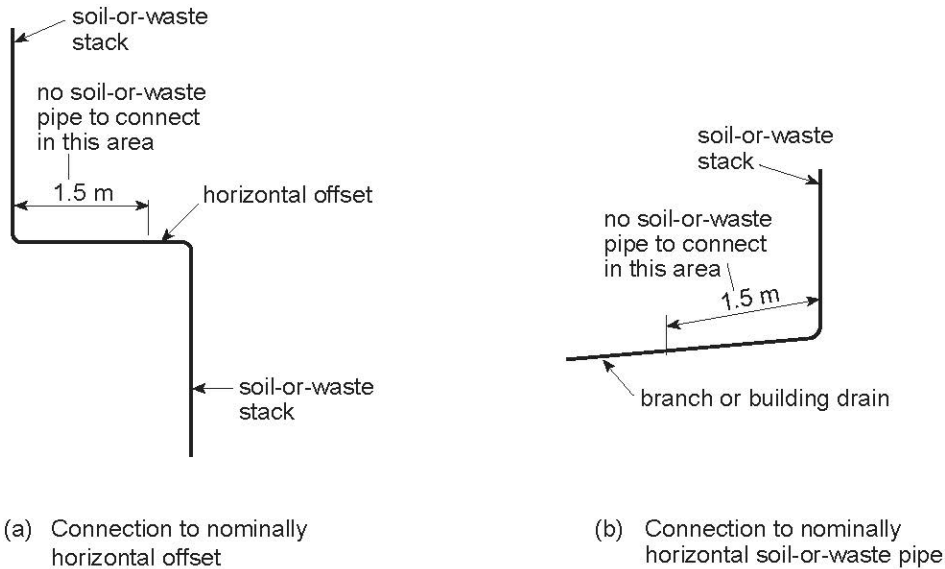 soil-or-waste
stack
no soil-or-waste
pipe to connect
in this area
1.5 m
horizontal offset
soil-or-waste
stack
(a) Connection to nominally
horizontal offset
soil-or-waste
stack
no soil-or-waste
pipe to connect
in this area
1.5 m
branch or building drain
(b) Connection to nominally
horizontal soil-or-waste pipe